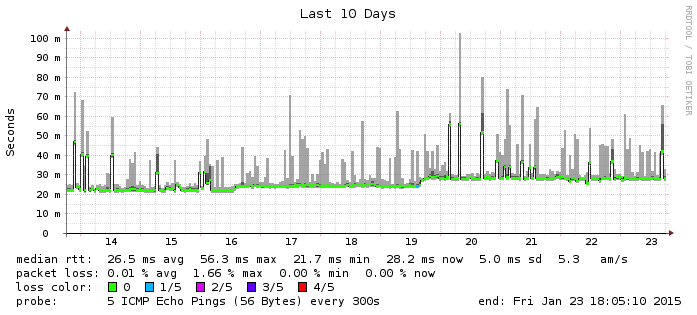 Last 10 Days
RRDTOOL / TOBI OETIKER
Seconds
100 m
90 m
80 m
70 m
60 m
50 m
40 m
30 m
20 m
10 m
0
14 15 16 17 18 19 20 21 22 23
median rtt: 26.5 ms avg 56.3 ms max 21.7 ms min 28.2 ms now 5.0 ms sd 5.3 am/s
packet loss: 0.01 % avg 1.66 % max 0.00 % min 0.00 % now
loss color: 0 1/5 2/5 3/5 4/5
probe: 5 ICMP Echo Pings (56 Bytes) every 300s end: Fri Jan 23 18:05:10 2015